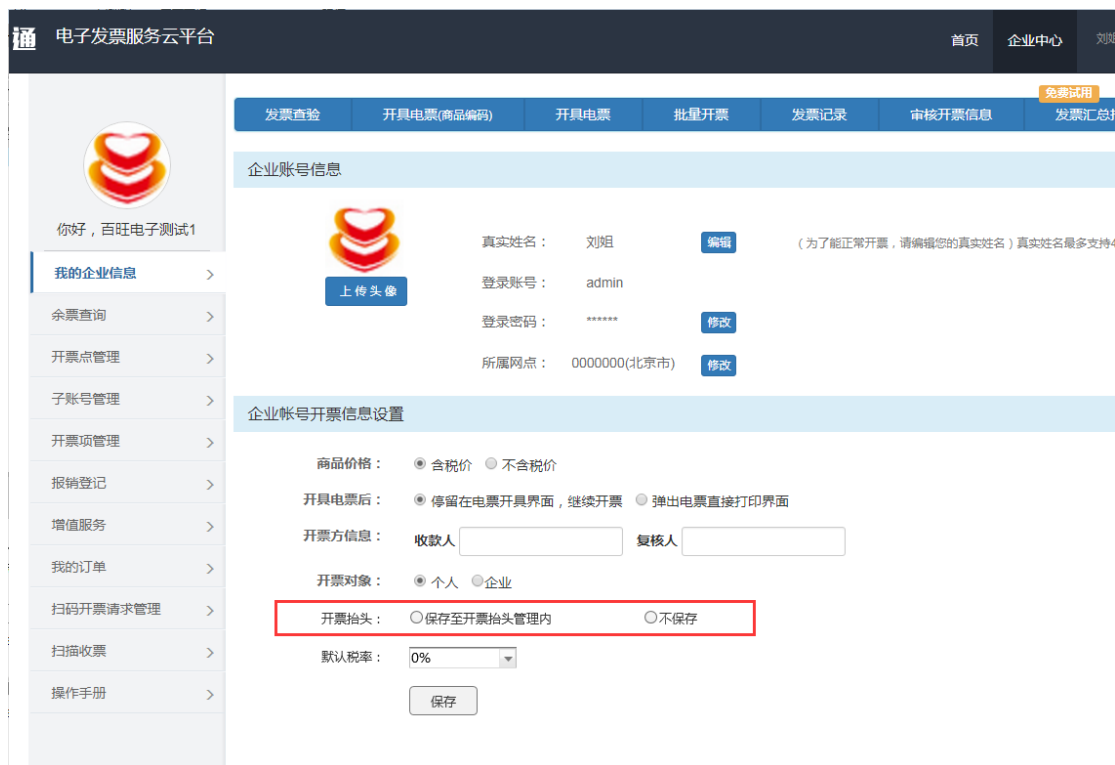 通 电子发票服务云平台 首页 企业中心 刘姐
免费试用
发票查验 开具电票(商品编码) 开具电票 批量开票 发票记录 审核开票信息 发票汇总
企业账号信息
你好，百旺电子测试1
真实姓名： 刘姐 编辑 （为了能正常开票，请编辑您的真实姓名）真实姓名最多支持4
上传头像
登录账号： admin
登录密码： ****** 修改
所属网点： 0000000(北京市) 修改
我的企业信息
余票查询
开票点管理
子账号管理
开票项管理
报销登记
增值服务
我的订单
扫码开票请求管理
扫描收票
操作手册
企业帐号开票信息设置
商品价格： 含税价 不含税价
开具电票后： 停留在电票开具界面，继续开票 弹出电票直接打印界面
开票方信息： 收款人 复核人
开票对象： 个人 企业
开票抬头： 保存至开票抬头管理内 不保存
默认税率： 0%
保存